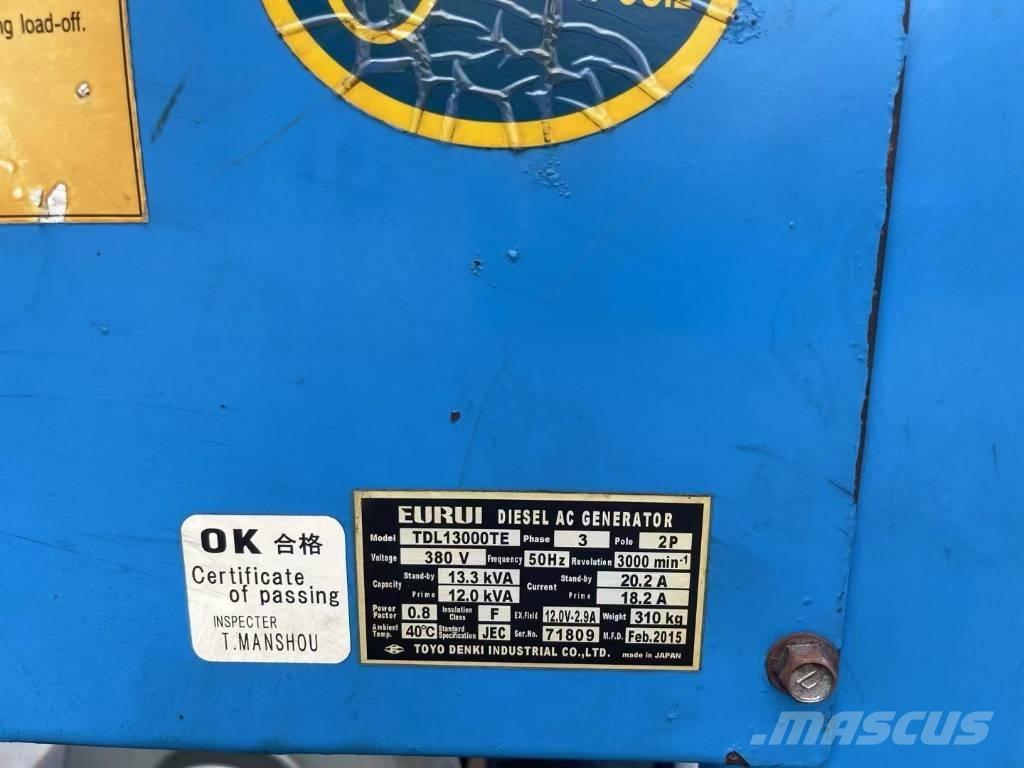 ng load-off.
OK 合格
Certificate
of passing
INSPECTER
T.MANSHOU
EURUI DIESEL AC GENERATOR
Model TDL13000TE Phase 3 Pole 2P
Voltage 380 V Frequency 50Hz Revolution 3000 min-1
Capacity Stand-by 13.3 kVA Current Stand-by 20.2 A
Prime 12.0 kVA Prime 18.2 A
Power Factor 0.8 Insulation Class F EX.Field 12.0V-2.9A Weight 310 kg
Ambient Temp. 40°C Standard Specification JEC Ser.No. 71809 M.F.D. Feb.2015
TOYO DENKI INDUSTRIAL CO.,LTD. made in JAPAN
MASCUS